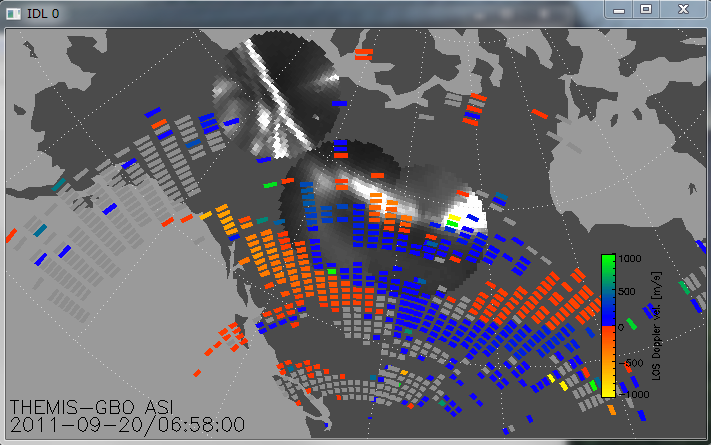 IDL 0
1000
500
0
-500
-1000
LOS Doppler vel. [m/s]
THEMIS-GBO ASI
2011-09-20/06:58:00